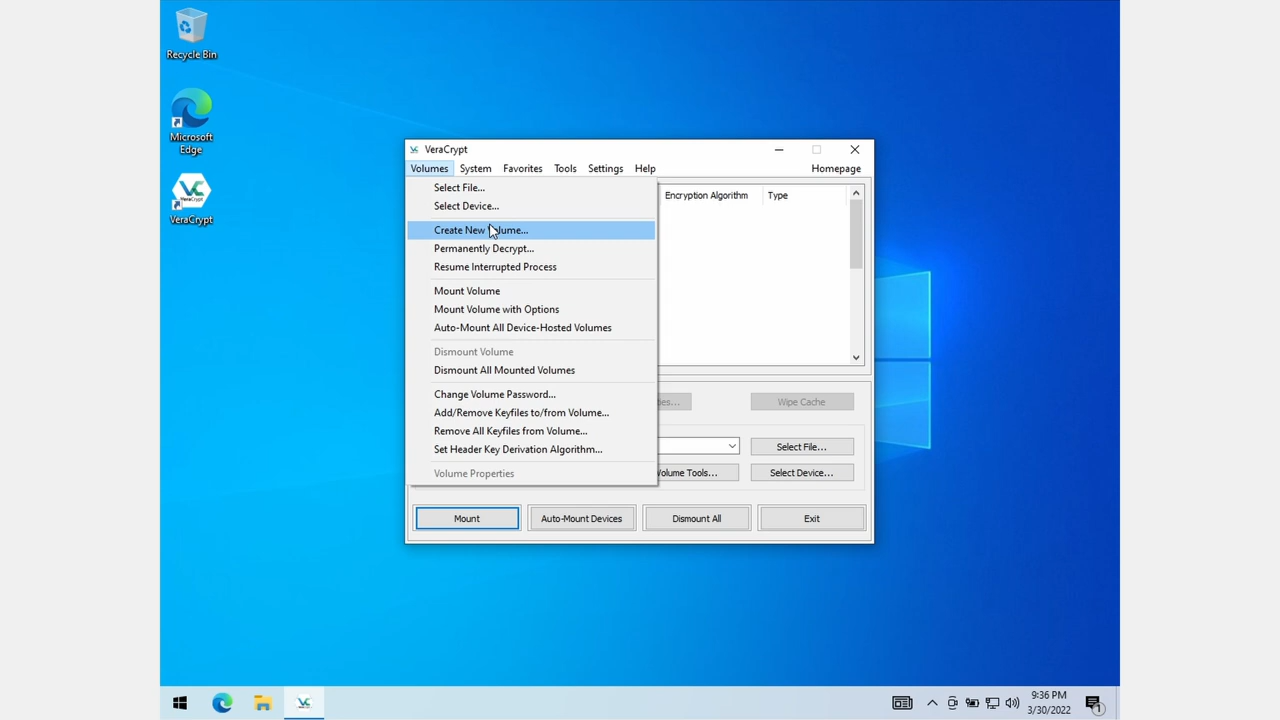 Recycle Bin
Microsoft
Edge
VeraCrypt
VeraCrypt
Volumes System Favorites Tools Settings Help Homepage
Select File...
Select Device...
Create New Volume...
Permanently Decrypt...
Resume Interrupted Process
Mount Volume
Mount Volume with Options
Auto-Mount All Device-Hosted Volumes
Dismount Volume
Dismount All Mounted Volumes
Change Volume Password...
Add/Remove Keyfiles to/from Volume...
Remove All Keyfiles from Volume...
Set Header Key Derivation Algorithm...
Volume Properties
Encryption Algorithm Type
Wipe Cache
Select File...
Volume Tools... Select Device...
Mount Auto-Mount Devices Dismount All Exit
9:36 PM
3/30/2022
1